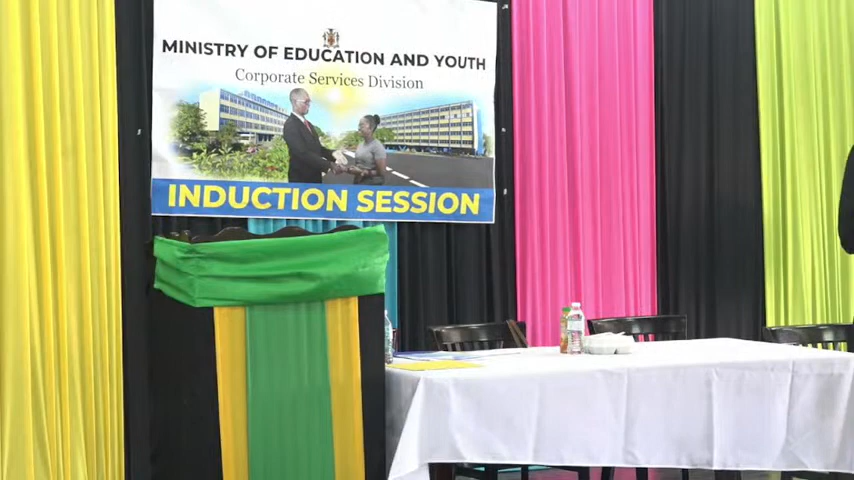 MINISTRY OF EDUCATION AND YOUTH
Corporate Services Division
INDUCTION SESSION